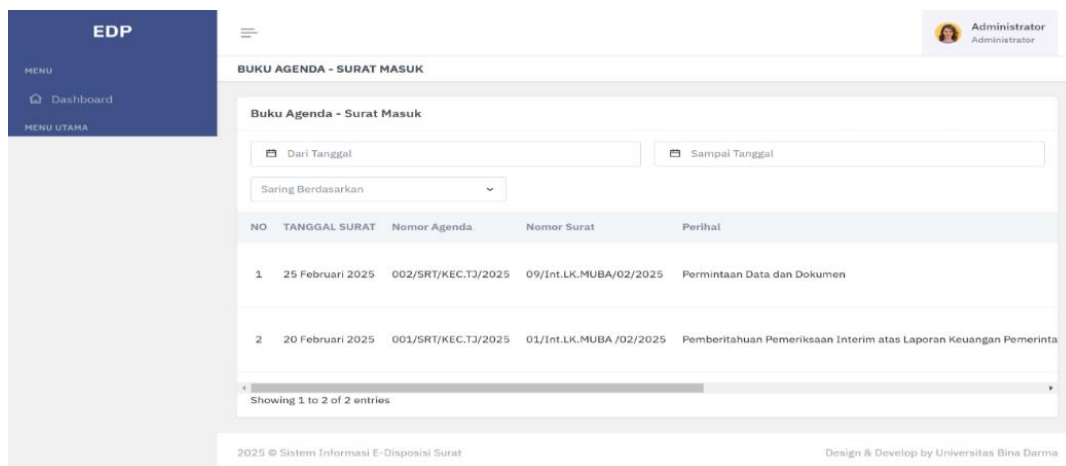 EDP
Administrator
Administrator
MENU
Dashboard
MENU UTAMA
BUKU AGENDA - SURAT MASUK
Buku Agenda - Surat Masuk
Dari Tanggal Sampai Tanggal
Saring Berdasarkan
NO TANGGAL SURAT Nomor Agenda Nomor Surat Perihal
1 25 Februari 2025 002/SRT/KEC.TJ/2025 09/Int.LK.MUBA/02/2025 Permintaan Data dan Dokumen
2 20 Februari 2025 001/SRT/KEC.TJ/2025 01/Int.LK.MUBA /02/2025 Pemberitahuan Pemeriksaan Interim atas Laporan Keuangan Pemerinta
Showing 1 to 2 of 2 entries
2025 © Sistem Informasi E-Disposisi Surat Design & Develop by Universitas Bina Darma